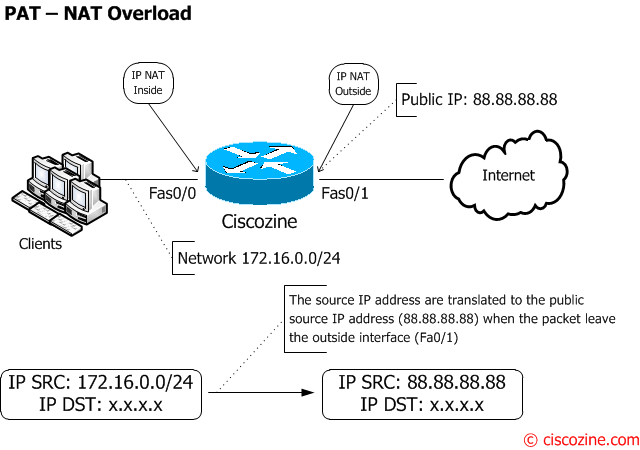 PAT – NAT Overload
IP NAT
Inside
IP NAT
Outside
Public IP: 88.88.88.88
Fas0/0
Fas0/1
Internet
Ciscozine
Clients
Network 172.16.0.0/24
The source IP address are translated to the public
source IP address (88.88.88.88) when the packet leave
the outside interface (Fa0/1)
IP SRC: 172.16.0.0/24
IP DST: x.x.x.x
IP SRC: 88.88.88.88
IP DST: x.x.x.x
© ciscozine.com